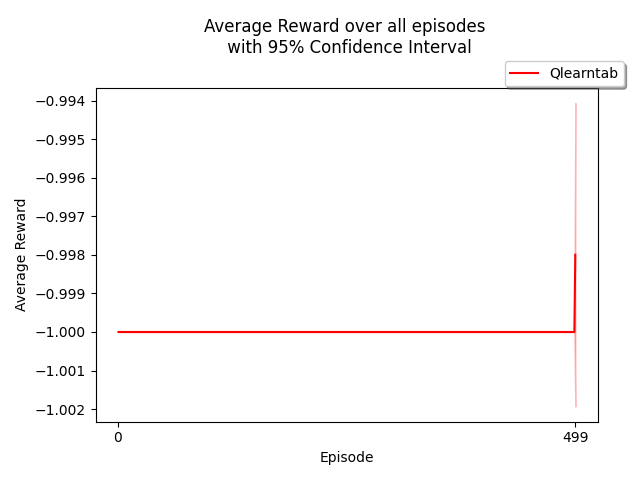 Average Reward over all episodes
with 95% Confidence Interval
Qlearntab
−0.994
−0.995
−0.996
−0.997
−0.998
−0.999
−1.000
−1.001
−1.002
Average Reward
0
499
Episode